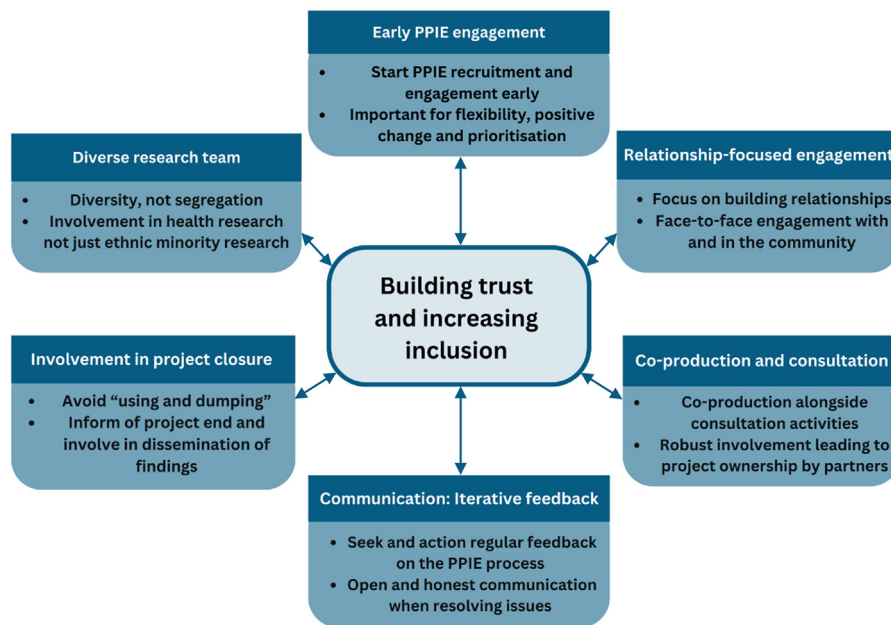 Early PPIE engagement
• Start PPIE recruitment and
engagement early
• Important for flexibility, positive
change and prioritisation
Diverse research team
• Diversity, not segregation
• Involvement in health research
not just ethnic minority research
Relationship-focused engagement
• Focus on building relationships
• Face-to-face engagement with
and in the community
Building trust
and increasing
inclusion
Involvement in project closure
• Avoid “using and dumping”
• Inform of project end and
involve in dissemination of
findings
Co-production and consultation
• Co-production alongside
consultation activities
• Robust involvement leading to
project ownership by partners
Communication: Iterative feedback
• Seek and action regular feedback
on the PPIE process
• Open and honest communication
when resolving issues